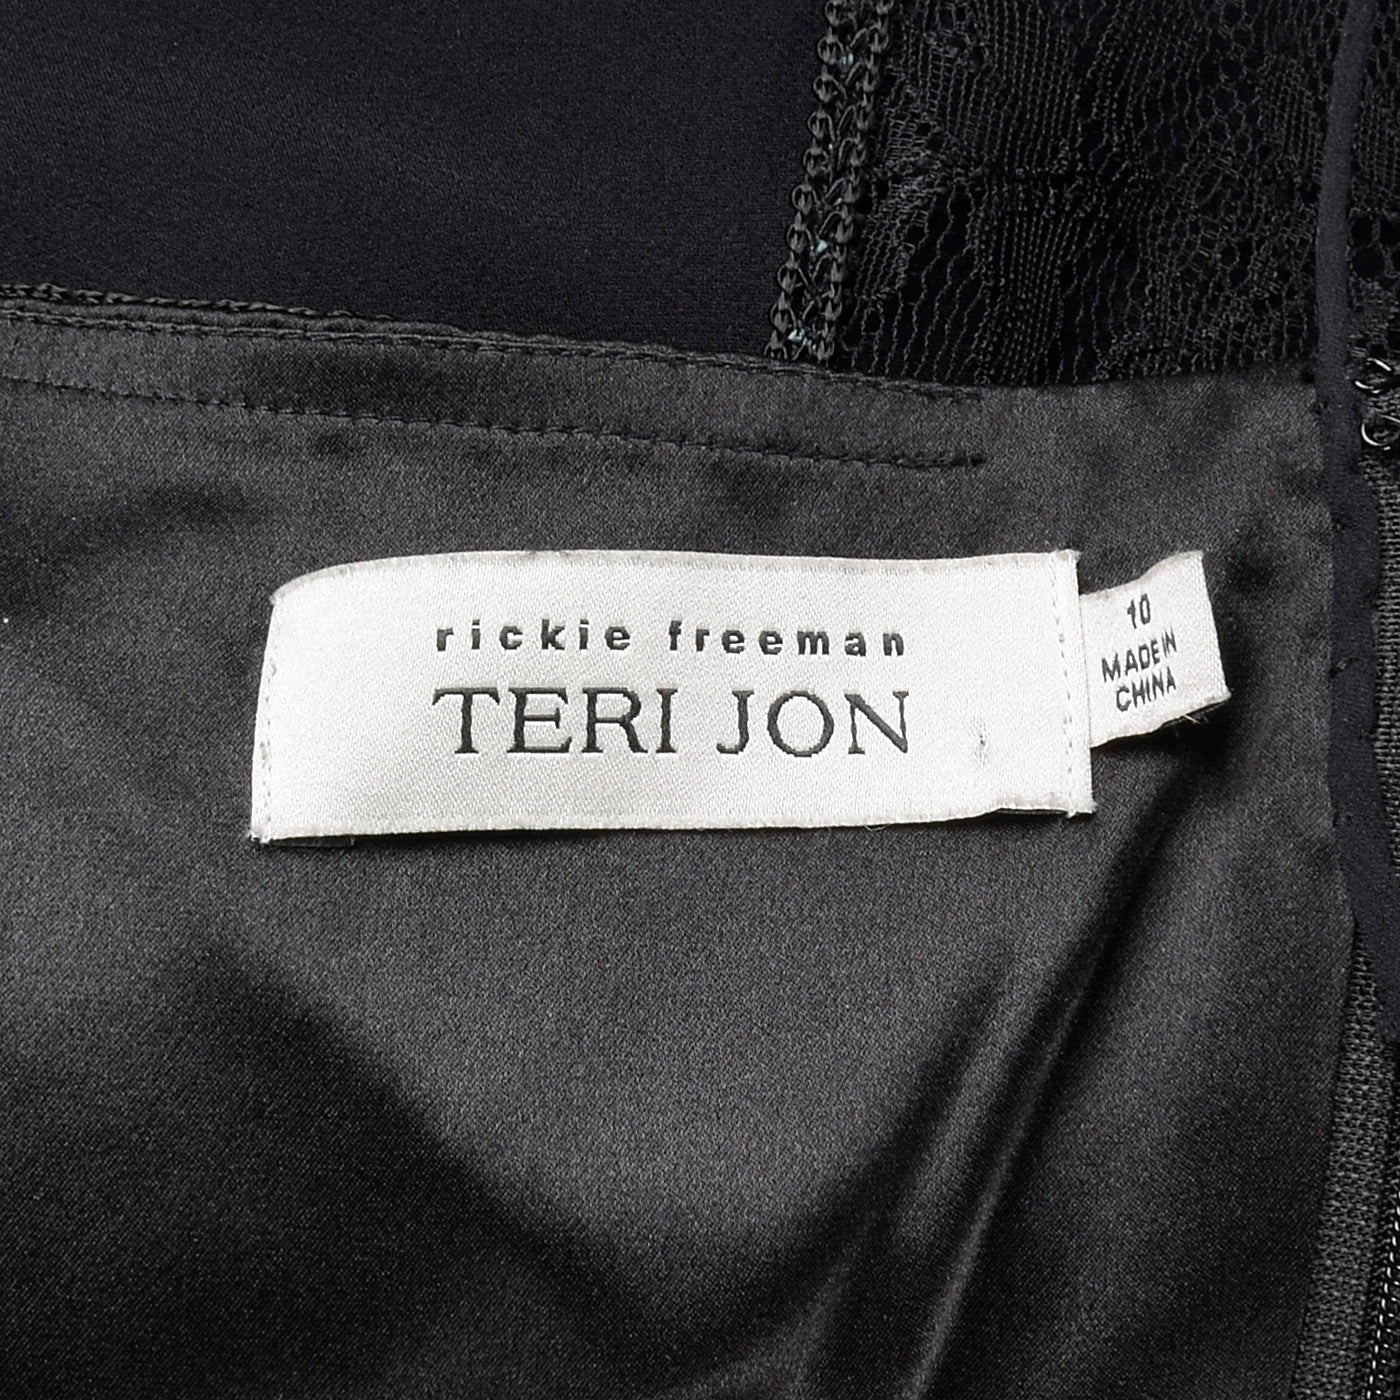 rickie freeman
TERI JON
10
MADE IN
CHINA